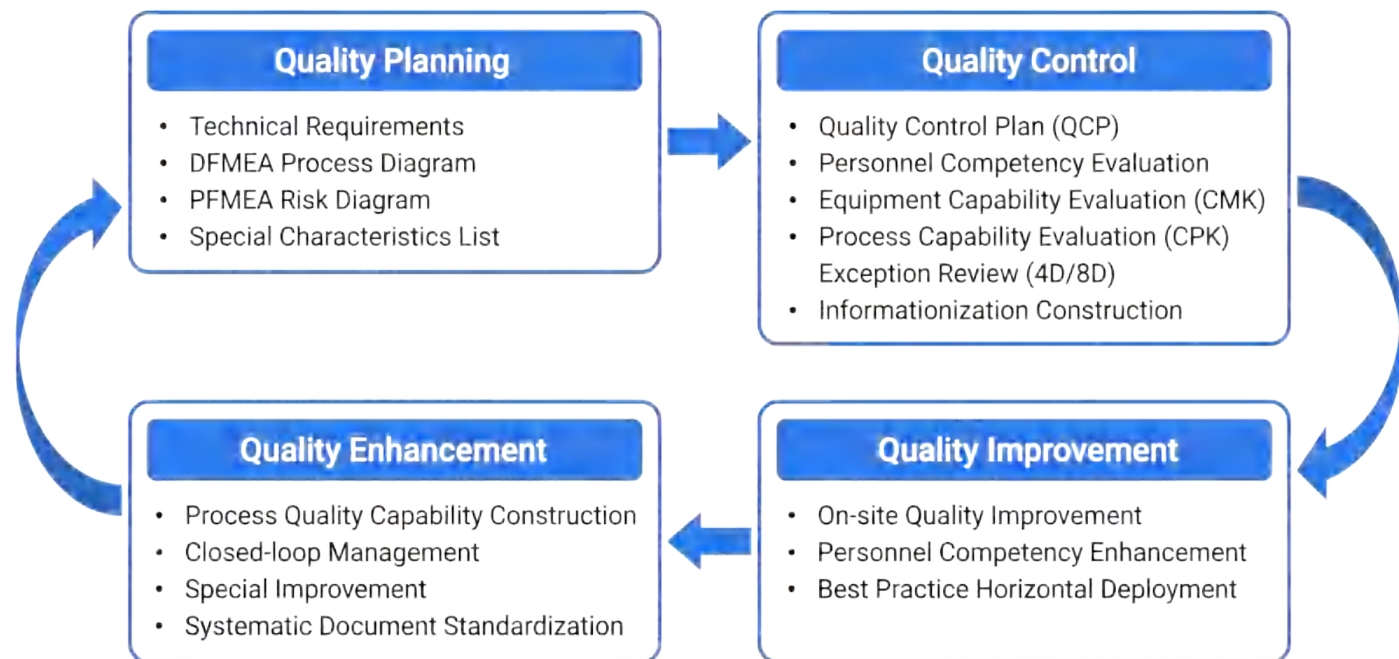 Quality Planning
• Technical Requirements
• DFMEA Process Diagram
• PFMEA Risk Diagram
• Special Characteristics List
Quality Control
• Quality Control Plan (QCP)
• Personnel Competency Evaluation
• Equipment Capability Evaluation (CMK)
• Process Capability Evaluation (CPK)
Exception Review (4D/8D)
• Informationization Construction
Quality Enhancement
• Process Quality Capability Construction
• Closed-loop Management
• Special Improvement
• Systematic Document Standardization
Quality Improvement
• On-site Quality Improvement
• Personnel Competency Enhancement
• Best Practice Horizontal Deployment